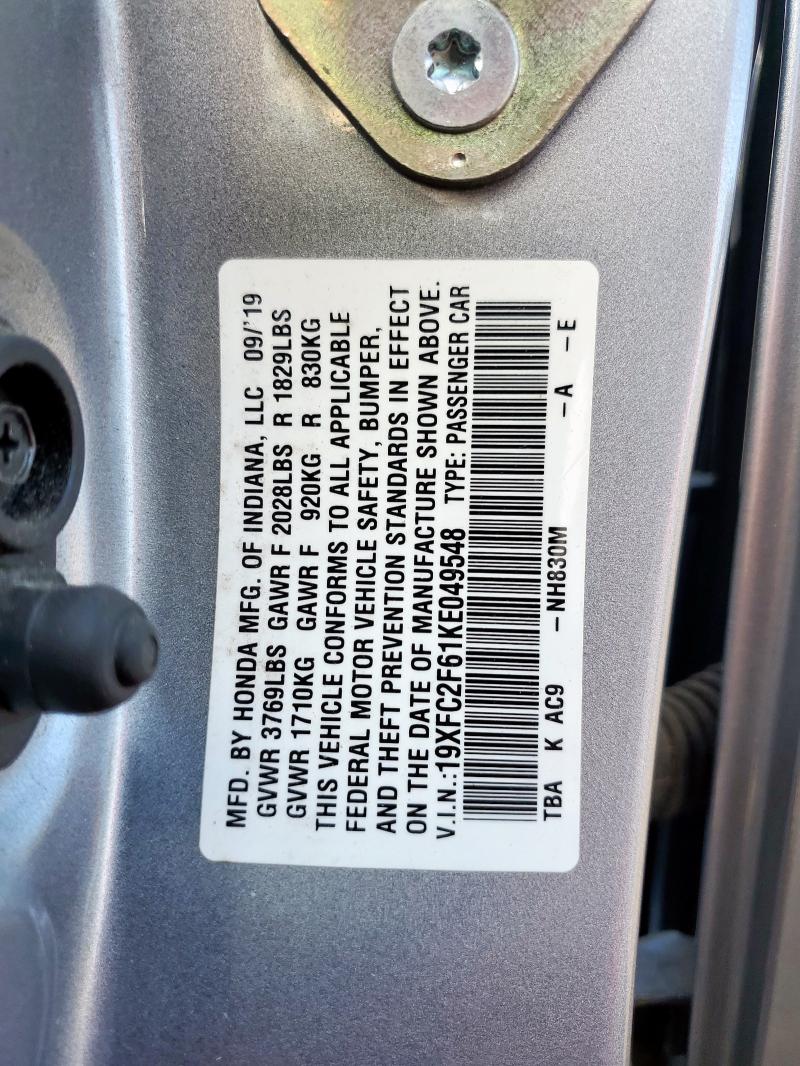 MFD. BY HONDA MFG. OF INDIANA, LLC 09/'19
GVWR 3769LBS GAWR F 2028LBS R 1829LBS
GVWR 1710KG GAWR F 920KG R 830KG
THIS VEHICLE CONFORMS TO ALL APPLICABLE
FEDERAL MOTOR VEHICLE SAFETY, BUMPER,
AND THEFT PREVENTION STANDARDS IN EFFECT
ON THE DATE OF MANUFACTURE SHOWN ABOVE.
V.I.N.:19XFC2F61KE049548 TYPE: PASSENGER CAR
TBA K AC9 –NH830M –A –E